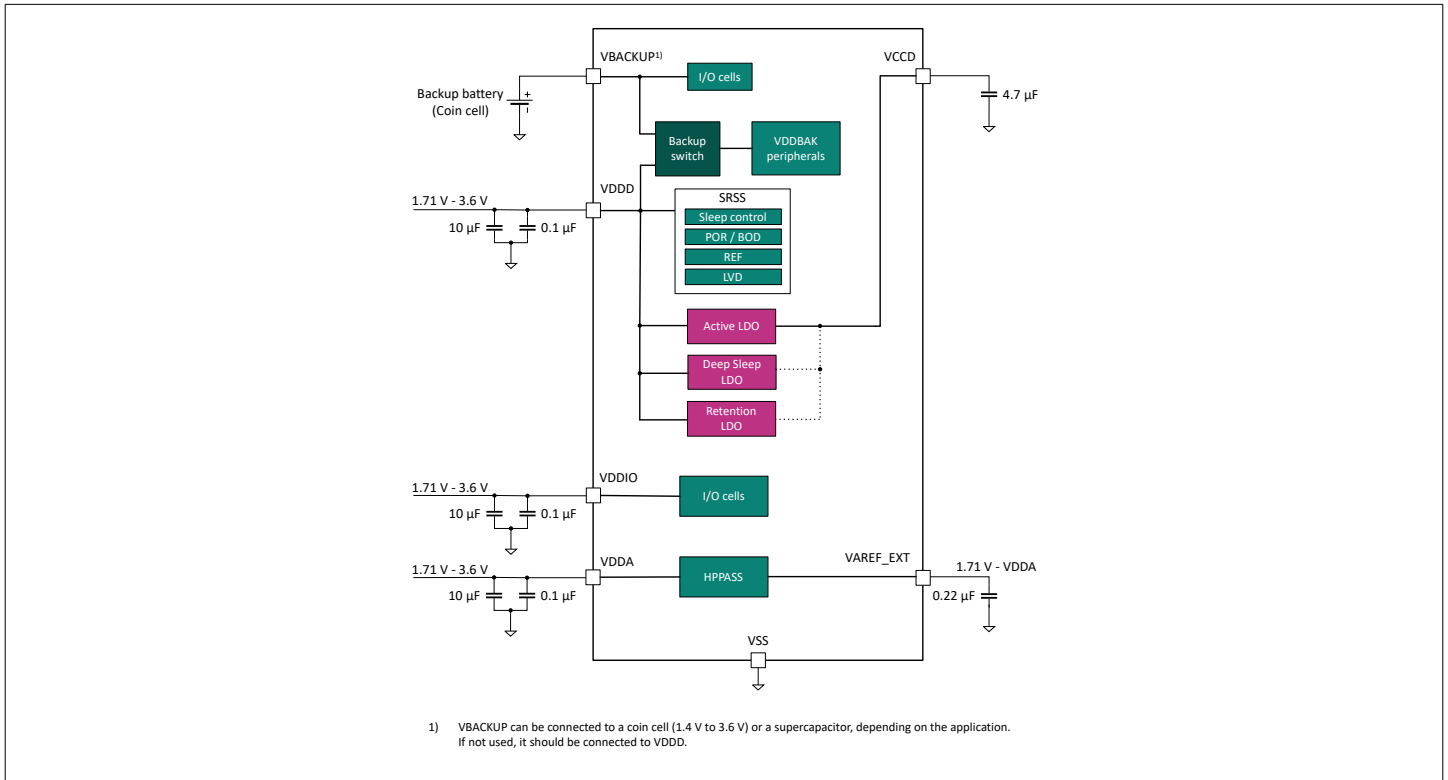 VBACKUP1)
VCCD
I/O cells
Backup battery
(Coin cell)
+
-
4.7 µF
Backup
switch
VDDBAK
peripherals
VDDD
1.71 V - 3.6 V
10 µF
0.1 µF
SRSS
Sleep control
POR / BOD
REF
LVD
Active LDO
Deep Sleep
LDO
Retention
LDO
VDDIO
1.71 V - 3.6 V
10 µF
0.1 µF
I/O cells
VDDA
1.71 V - 3.6 V
10 µF
0.1 µF
HPPASS
VAREF_EXT
1.71 V - VDDA
0.22 µF
VSS
1) VBACKUP can be connected to a coin cell (1.4 V to 3.6 V) or a supercapacitor, depending on the application.
If not used, it should be connected to VDDD.